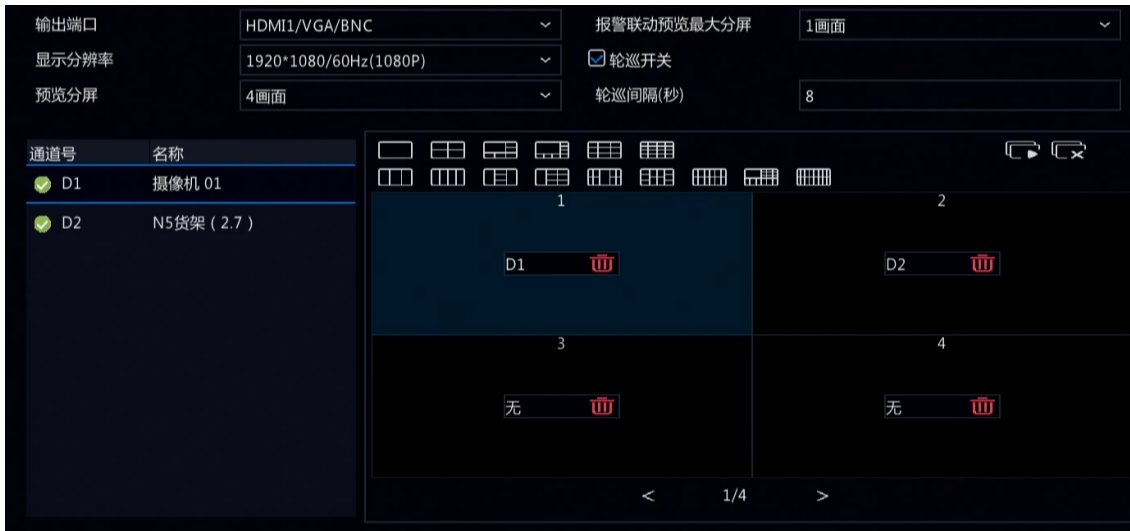 输出端口 HDMI1/VGA/BNC 报警联动预览最大分屏 1画面
显示分辨率 1920*1080/60Hz(1080P) 轮巡开关
预览分屏 4画面 轮巡间隔(秒) 8
通道号 名称
D1 摄像机 01
D2 N5货架（2.7）
1 2
D1 D2
3 4
无 无
< 1/4 >